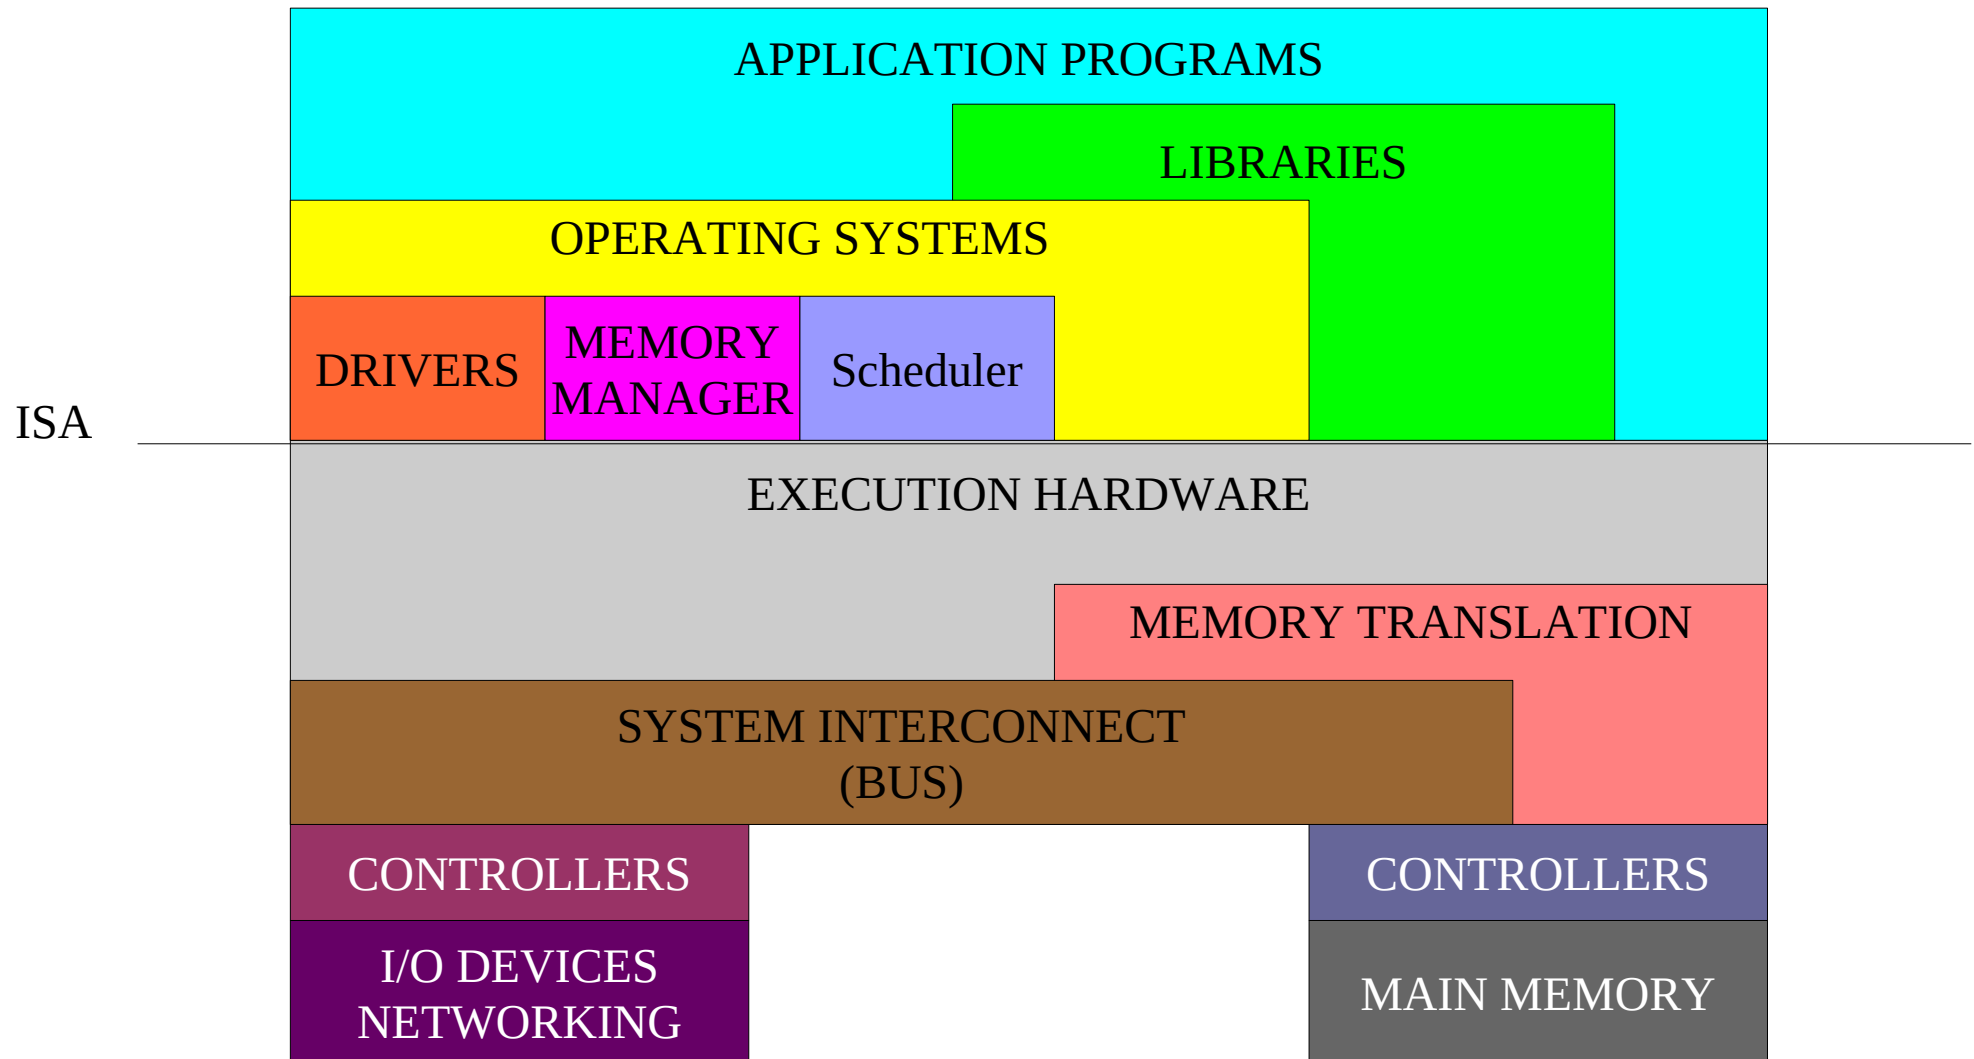 APPLICATION PROGRAMS
LIBRARIES
OPERATING SYSTEMS
DRIVERS
MEMORY
MANAGER
Scheduler
ISA
EXECUTION HARDWARE
MEMORY TRANSLATION
SYSTEM INTERCONNECT
(BUS)
CONTROLLERS
CONTROLLERS
I/O DEVICES
NETWORKING
MAIN MEMORY